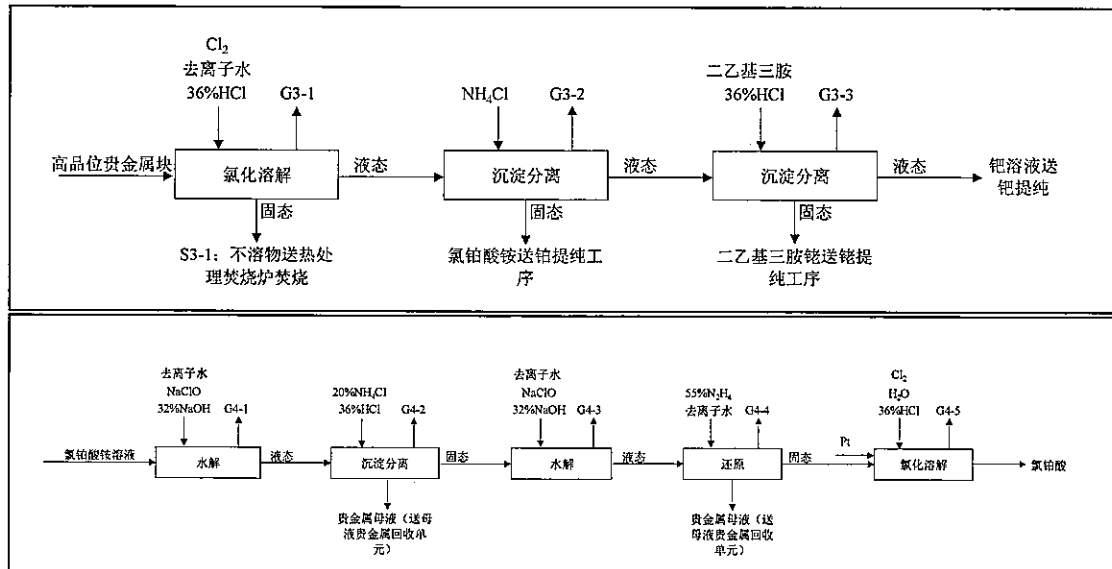 Cl₂
去离子水
36%HCl
G3-1
NH₄Cl
G3-2
二乙基三胺
36%HCl
G3-3
高品位贵金属块
氯化溶解
液态
沉淀分离
液态
沉淀分离
液态
钯溶液送
钯提纯
固态
固态
固态
S3-1：不溶物送热处
理焚烧炉焚烧
氯铂酸铵送铂提纯工
序
二乙基三胺铑送铑提
纯工序
去离子水
NaClO
32%NaOH
G4-1
20%NH₄Cl
36%HCl
G4-2
去离子水
NaClO
32%NaOH
G4-3
55%N₂H₄
去离子水
G4-4
Cl₂
H₂O
36%HCl
G4-5
氯铂酸铵溶液
水解
液态
沉淀分离
固态
水解
液态
还原
固态
Pt
氯化溶解
氯铂酸
贵金属母液（送母
液贵金属回收单
元）
贵金属母液（送
母液贵金属回收
单元）